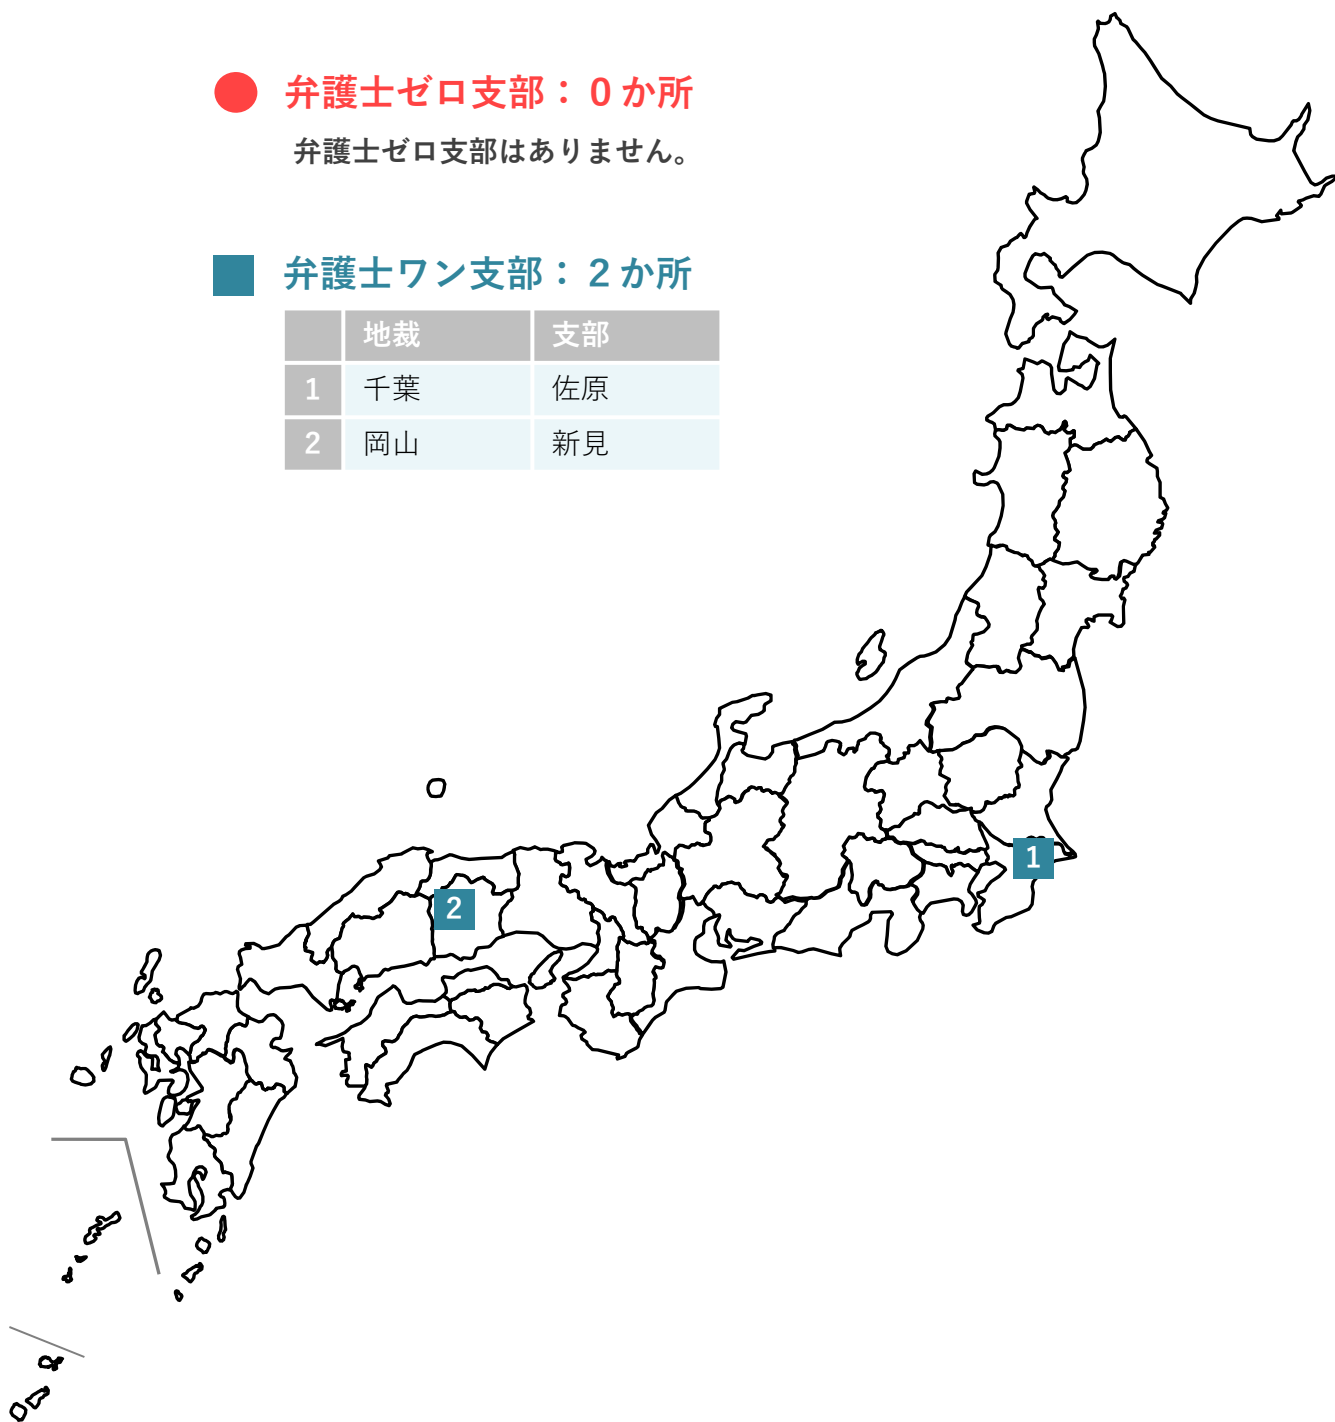 弁護士ゼロ支部：０か所
弁護士ゼロ支部はありません。
弁護士ワン支部：２か所
地裁 支部
1 千葉 佐原
2 岡山 新見
1
2